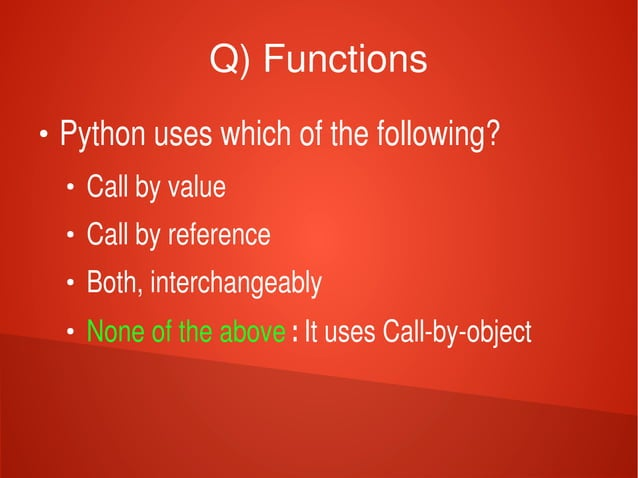 Q) Functions
• Python uses which of the following?
• Call by value
• Call by reference
• Both, interchangeably
• None of the above : It uses Call-by-object